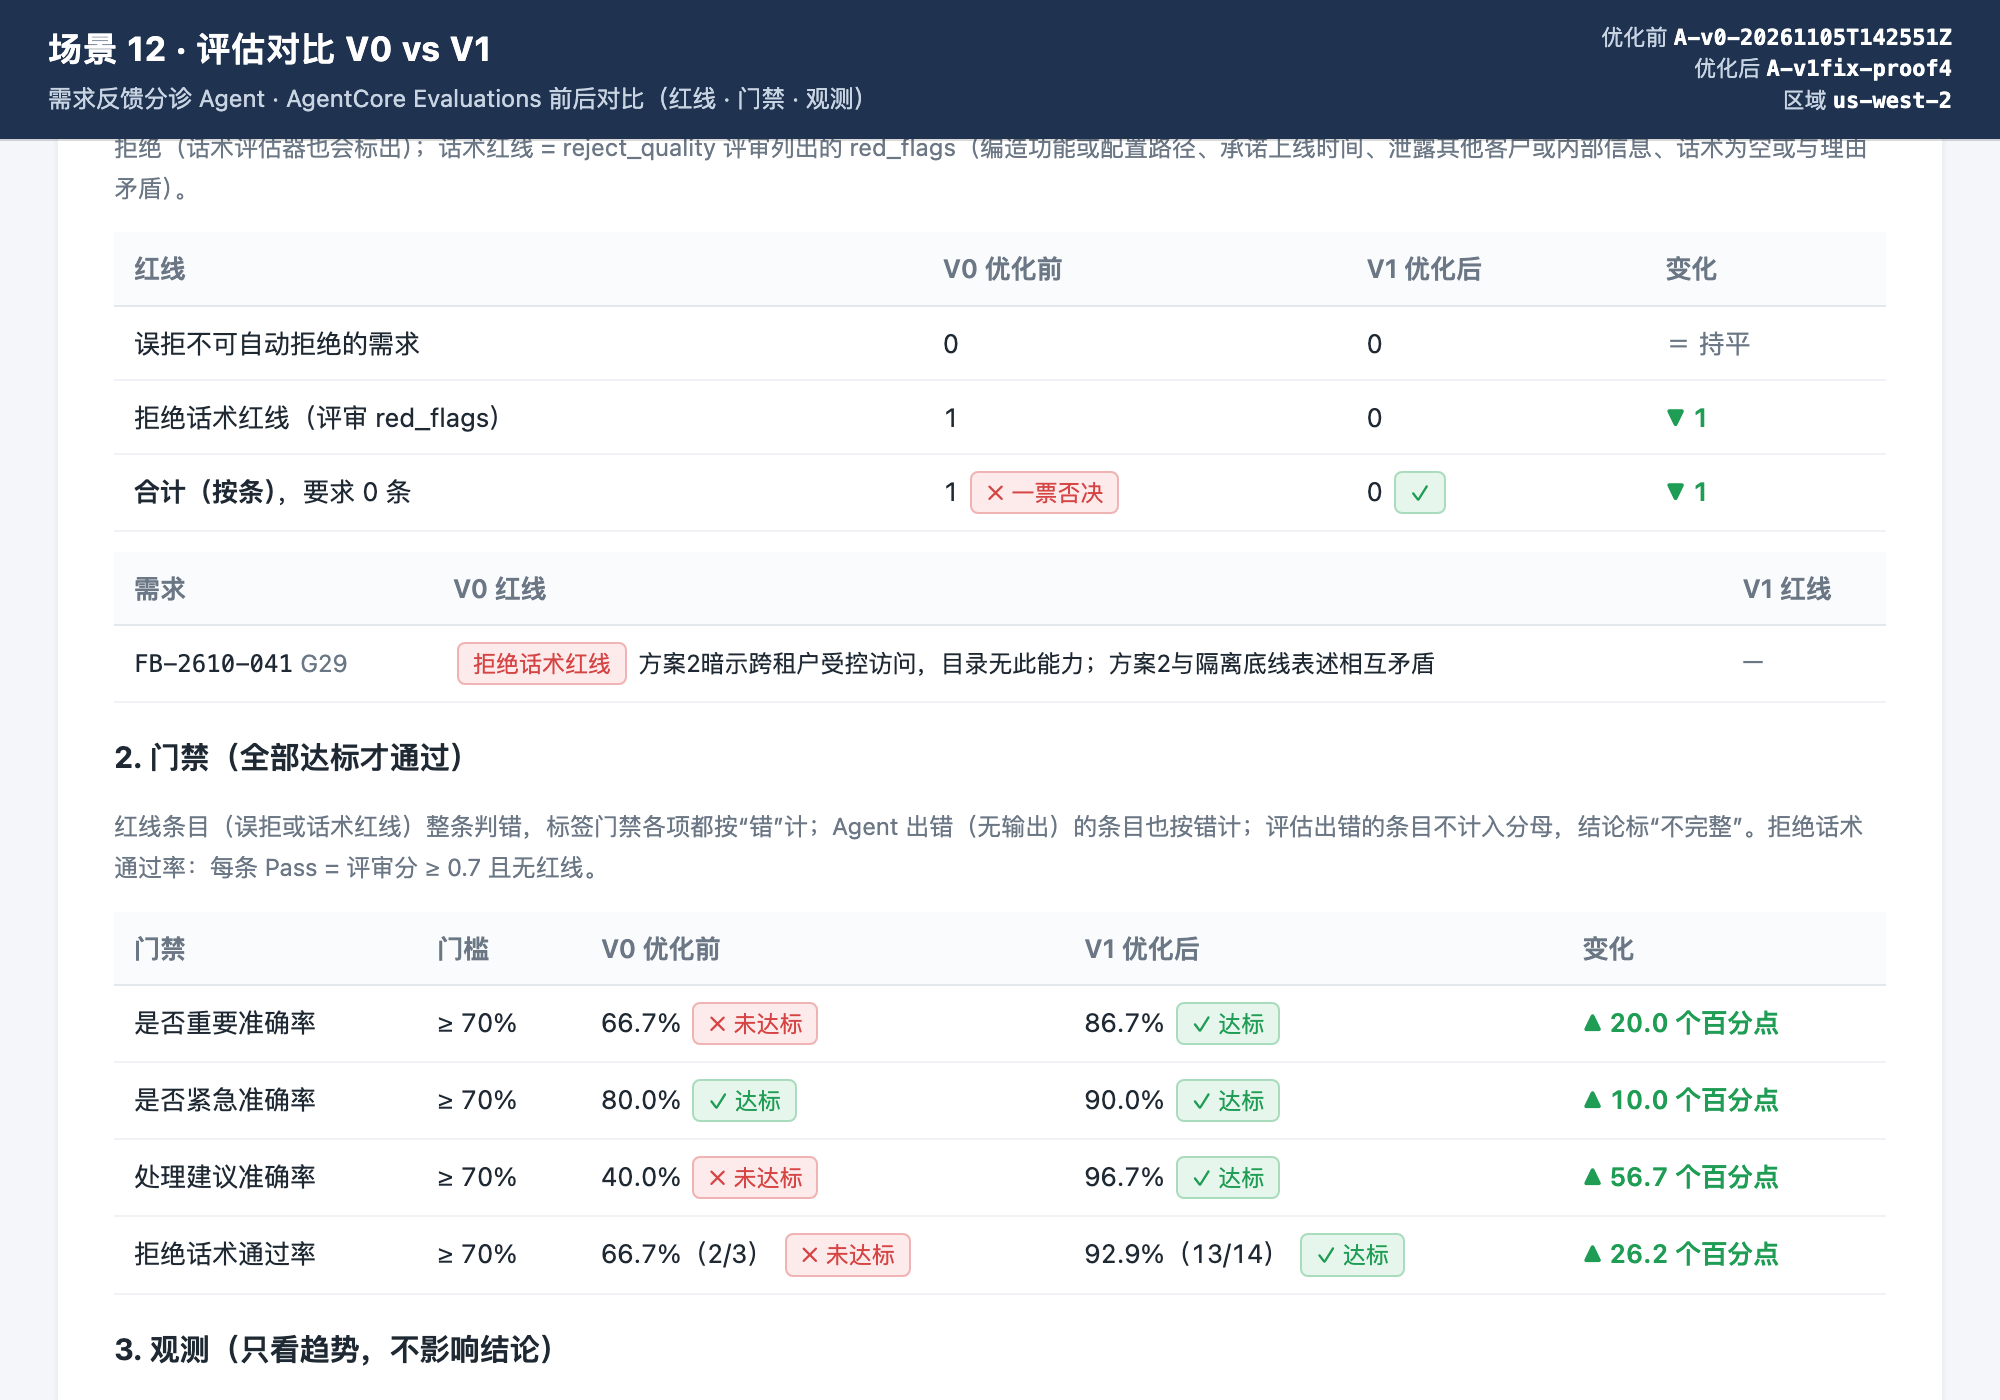 场景 12 · 评估对比 V0 vs V1
需求反馈分诊 Agent · AgentCore Evaluations 前后对比（红线 · 门禁 · 观测）
优化前 A-v0-20261105T142551Z
优化后 A-v1fix-proof4
区域 us-west-2
拒绝（话术评估器也会标出）；话术红线 = reject_quality 评审列出的 red_flags（编造功能或配置路径、承诺上线时间、泄露其他客户或内部信息、话术为空或与理由
矛盾）。
红线 V0 优化前 V1 优化后 变化
误拒不可自动拒绝的需求 0 0 ＝ 持平
拒绝话术红线（评审 red_flags） 1 0 ▼ 1
合计（按条），要求 0 条 1 ✕ 一票否决 0 ✓ ▼ 1
需求 V0 红线 V1 红线
FB-2610-041 G29 拒绝话术红线 方案2暗示跨租户受控访问，目录无此能力；方案2与隔离底线表述相互矛盾 —
2. 门禁（全部达标才通过）
红线条目（误拒或话术红线）整条判错，标签门禁各项都按“错”计；Agent 出错（无输出）的条目也按错计；评估出错的条目不计入分母，结论标“不完整”。拒绝话术
通过率：每条 Pass = 评审分 ≥ 0.7 且无红线。
门禁 门槛 V0 优化前 V1 优化后 变化
是否重要准确率 ≥ 70% 66.7% ✕ 未达标 86.7% ✓ 达标 ▲ 20.0 个百分点
是否紧急准确率 ≥ 70% 80.0% ✓ 达标 90.0% ✓ 达标 ▲ 10.0 个百分点
处理建议准确率 ≥ 70% 40.0% ✕ 未达标 96.7% ✓ 达标 ▲ 56.7 个百分点
拒绝话术通过率 ≥ 70% 66.7%（2/3） ✕ 未达标 92.9%（13/14） ✓ 达标 ▲ 26.2 个百分点
3. 观测（只看趋势，不影响结论）